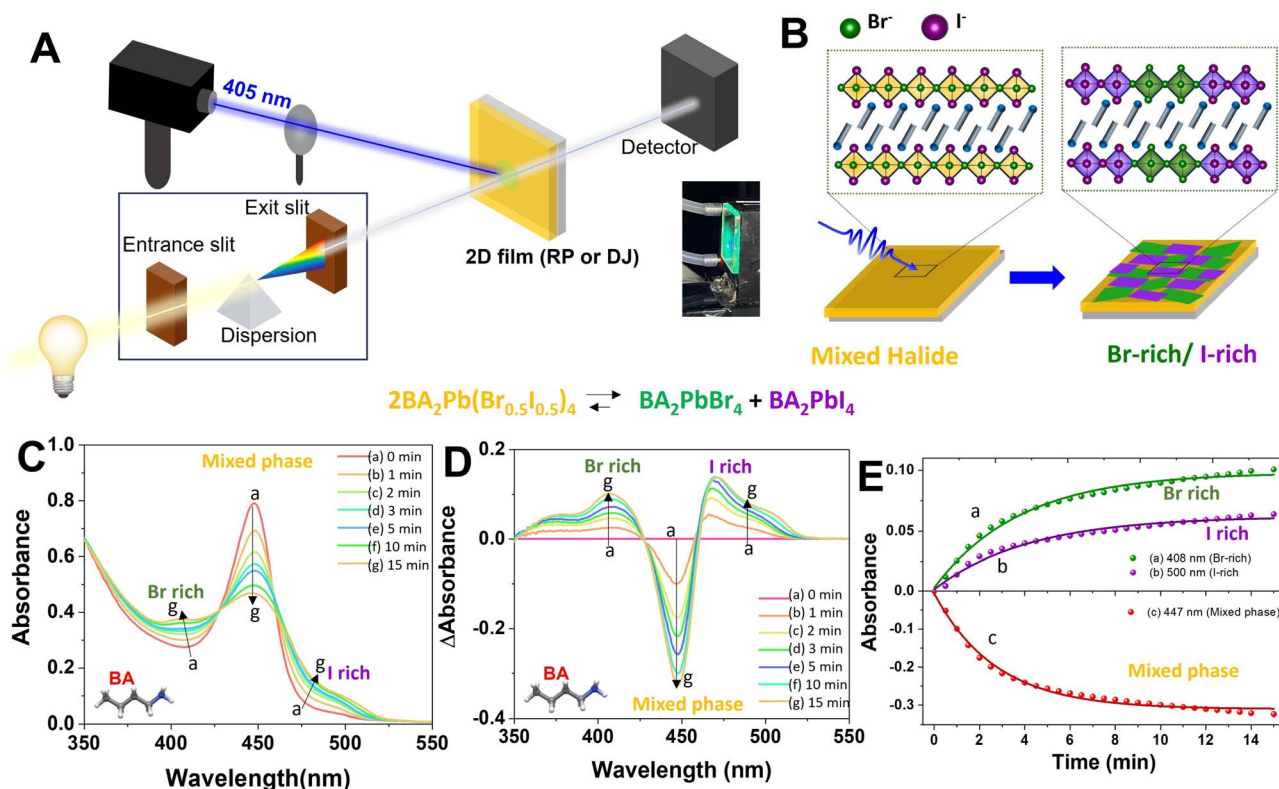 A
405 nm
Detector
Exit slit
Entrance slit
Dispersion
2D film (RP or DJ)
B
Br⁻
I⁻
Mixed Halide
Br-rich/ I-rich
2BA₂Pb(Br₀.₅I₀.₅)₄ ⇌ BA₂PbBr₄ + BA₂PbI₄
C
1.0
0.8
0.6
0.4
0.2
0.0
Absorbance
Mixed phase
a
g
Br rich
g
a
I rich
g
a
BA
(a) 0 min
(b) 1 min
(c) 2 min
(d) 3 min
(e) 5 min
(f) 10 min
(g) 15 min
350 400 450 500 550
Wavelength(nm)
D
0.2
0.0
-0.2
-0.4
ΔAbsorbance
Br rich
g
a
I rich
g
a
a
g
Mixed phase
BA
(a) 0 min
(b) 1 min
(c) 2 min
(d) 3 min
(e) 5 min
(f) 10 min
(g) 15 min
350 400 450 500 550
Wavelength (nm)
E
0.10
0.05
0.0
-0.1
-0.2
-0.3
Absorbance
Br rich
a
I rich
b
(a) 408 nm (Br-rich)
(b) 500 nm (I-rich
(c) 447 nm (Mixed phase)
c
Mixed phase
0 2 4 6 8 10 12 14
Time (min)